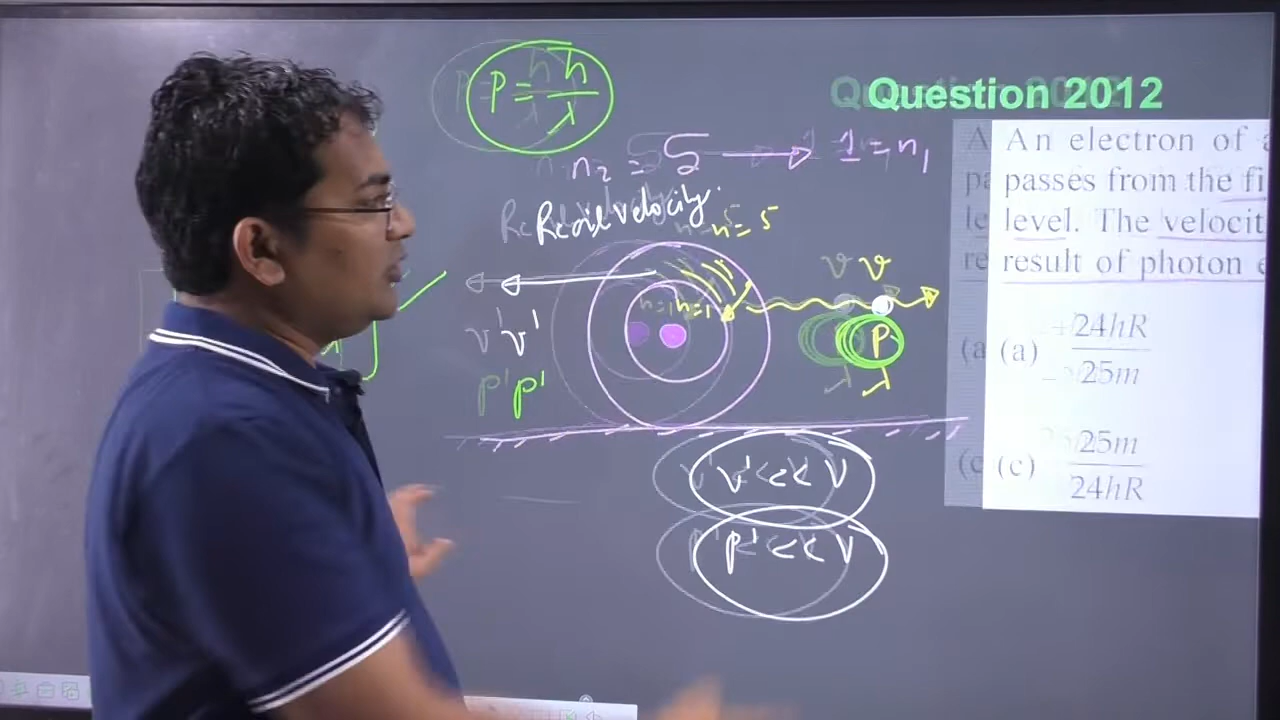 P = h/λ
Question 2012
n₂ = 5 → 1 = n₁
An electron of
passes from the fi
level. The velocit
result of photon e
Recoil velocity
n = 5
v
n=1
v'
P
p'
λ
(a) 24hR/25m
(c) 25m/24hR
v' << v
p' << v